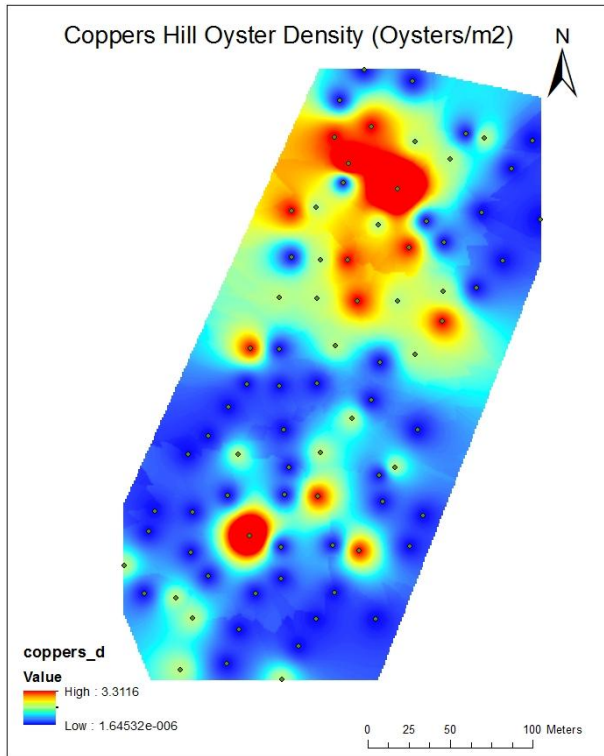 Coppers Hill Oyster Density (Oysters/m2)
N
coppers_d
Value
High : 3.3116
Low : 1.64532e-006
0 25 50 100 Meters